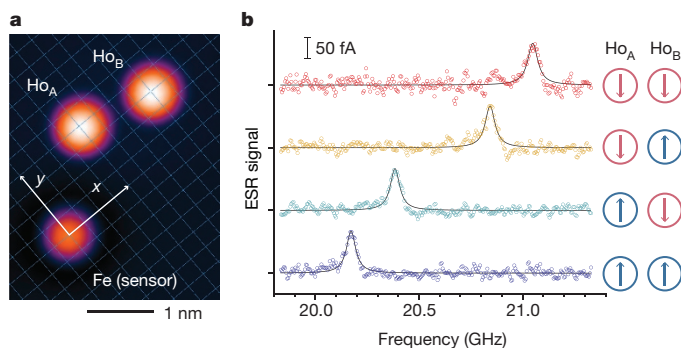 a
Ho_B
Ho_A
y
x
Fe (sensor)
1 nm
b
50 fA
ESR signal
20.0 20.5 21.0
Frequency (GHz)
Ho_A Ho_B
↓ ↓
↓ ↑
↑ ↓
↑ ↑